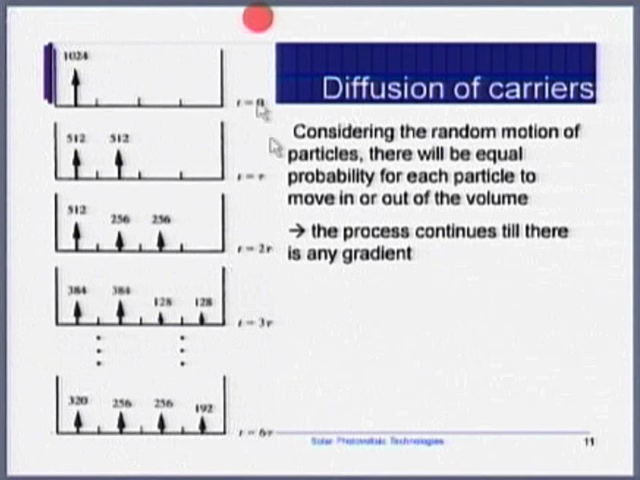 Diffusion of carriers
1024
t = 0
512 512
t = τ
512 256 256
t = 2τ
384 384 128 128
t = 3τ
320 256 256 192
t = 6τ
Considering the random motion of
particles, there will be equal
probability for each particle to
move in or out of the volume
→ the process continues till there
is any gradient
Solar Photovoltaic Technologies
11